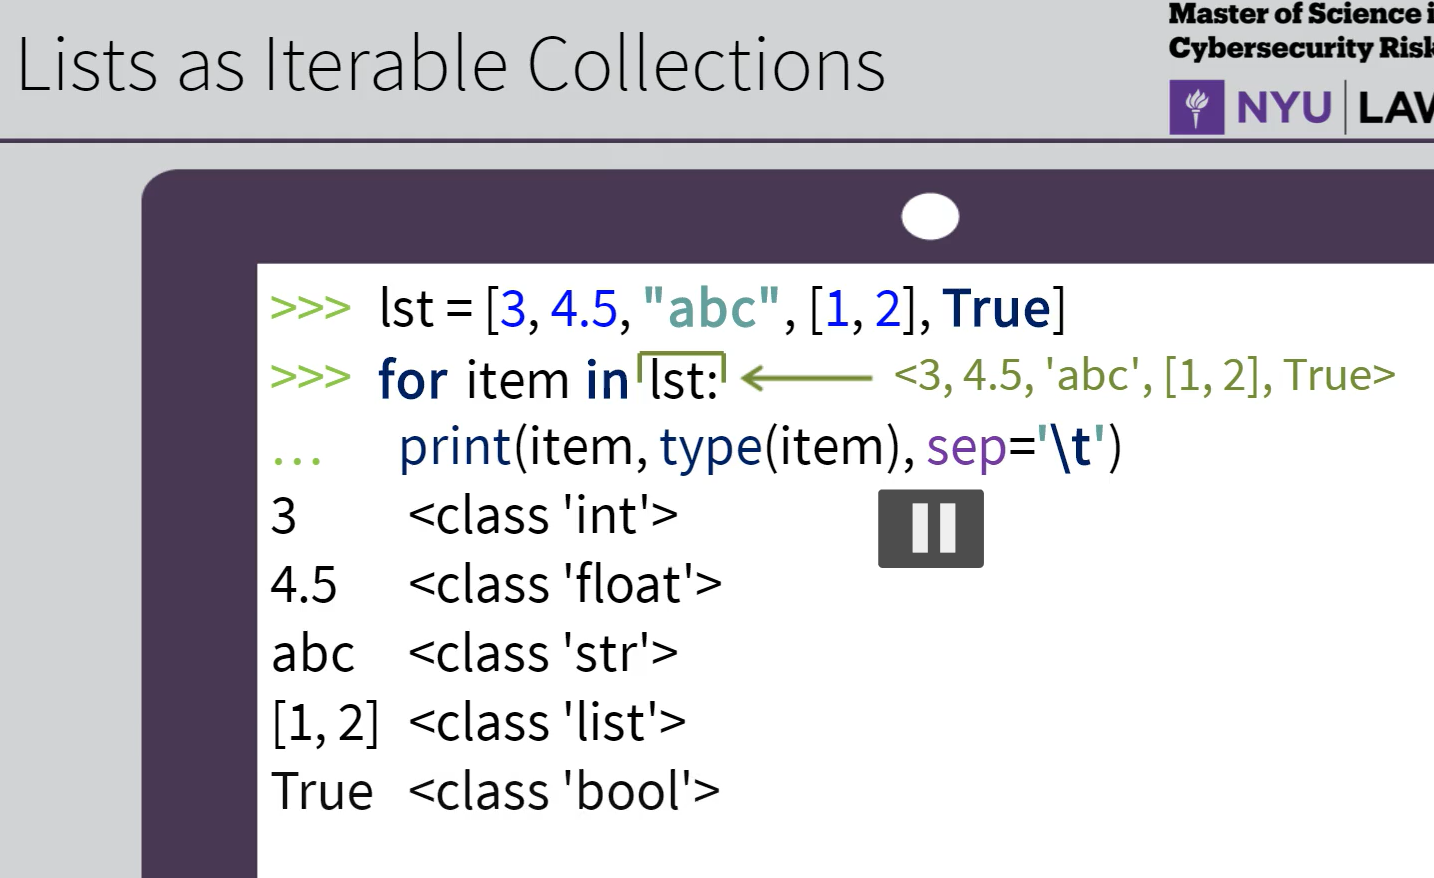 Master of Science i
Cybersecurity Risk
Lists as Iterable Collections
NYU LAW
>>> lst = [3, 4.5, "abc", [1, 2], True]
>>> for item in lst: <3, 4.5, 'abc', [1, 2], True>
... print(item, type(item), sep='\t')
3 <class 'int'>
4.5 <class 'float'>
abc <class 'str'>
[1, 2] <class 'list'>
True <class 'bool'>